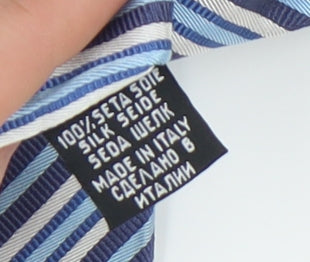 100% SETA SOIE
SILK SEIDE
SEDA ШЕЛК
MADE IN ITALY
СДЕЛАНО В
ИТАЛИИ